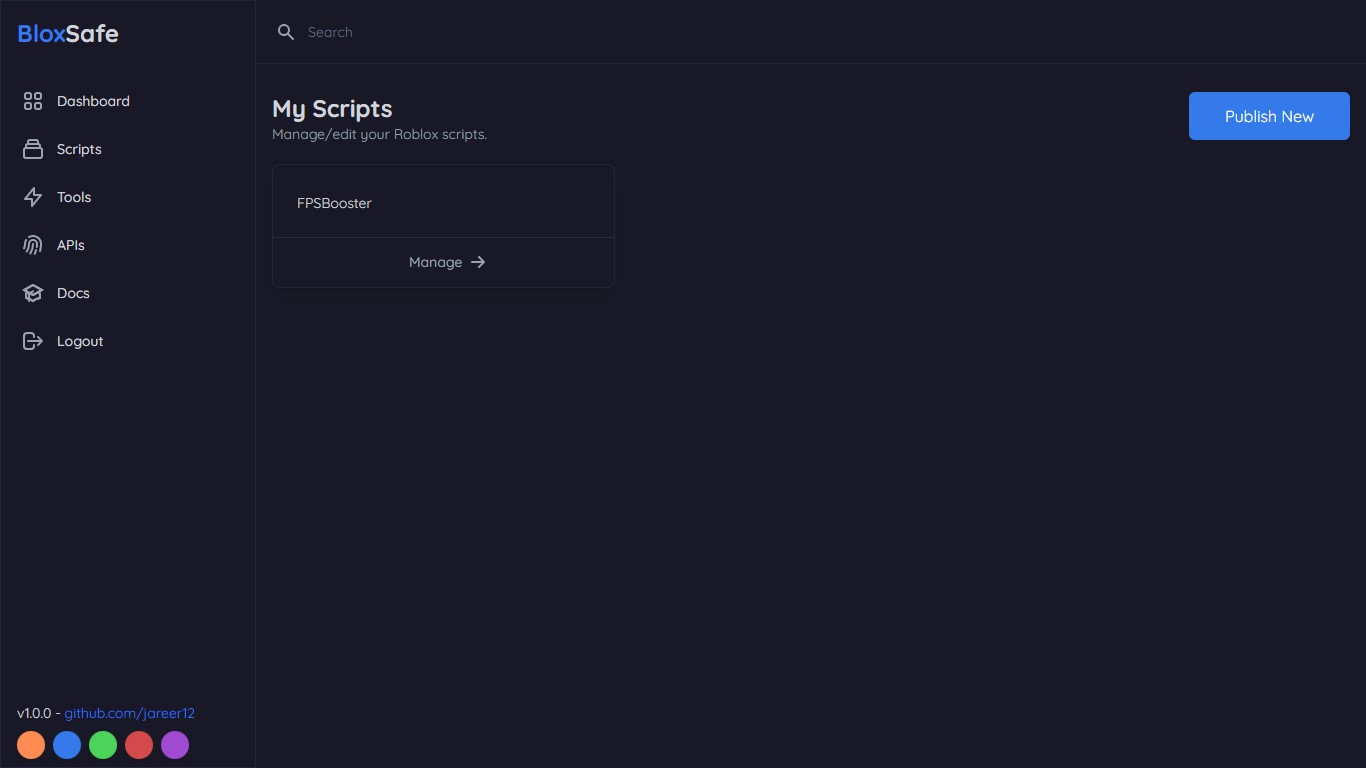 BloxSafe
Search
Dashboard
Scripts
Tools
APIs
Docs
Logout
My Scripts
Manage/edit your Roblox scripts.
Publish New
FPSBooster
Manage
v1.0.0 - github.com/jareer12